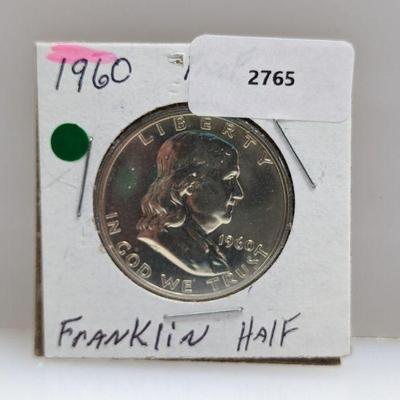 1960
2765
LIBERTY
1960
IN GOD WE TRUST
FRANKLIN HALF